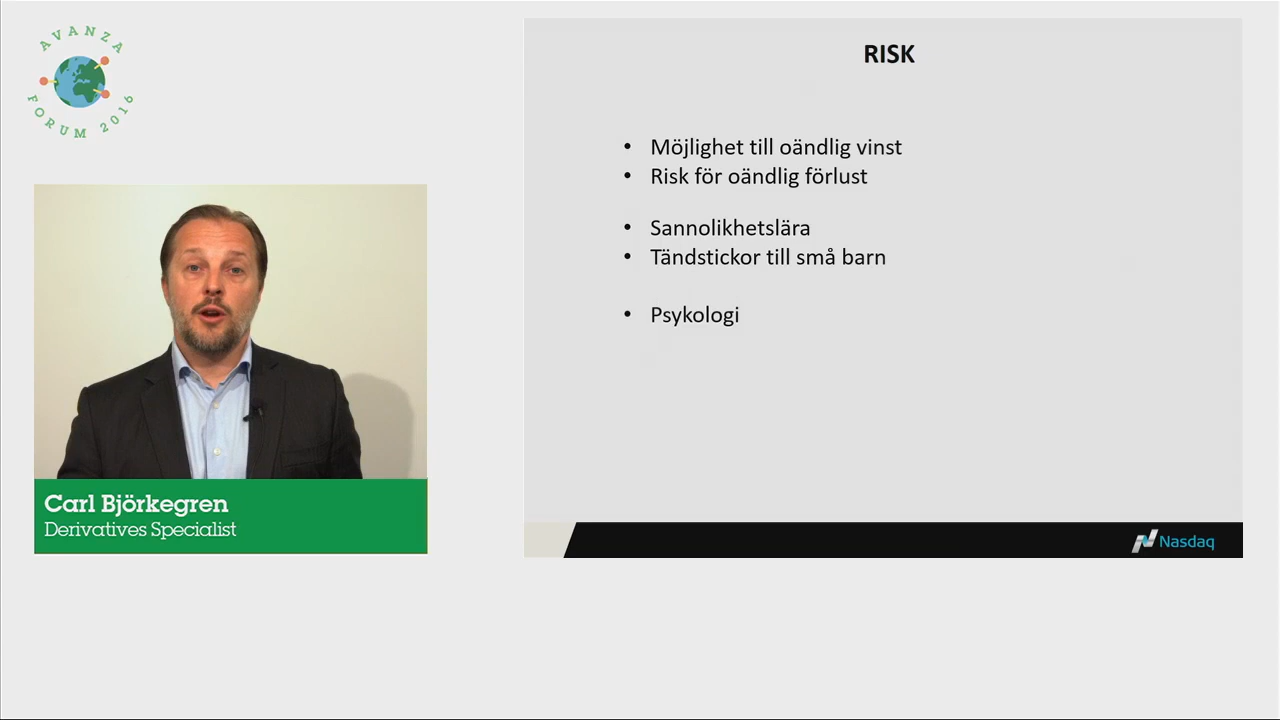 AVANZA
FORUM 2016
RISK
• Möjlighet till oändlig vinst
• Risk för oändlig förlust
• Sannolikhetslära
• Tändstickor till små barn
• Psykologi
Carl Björkegren
Derivatives Specialist
Nasdaq